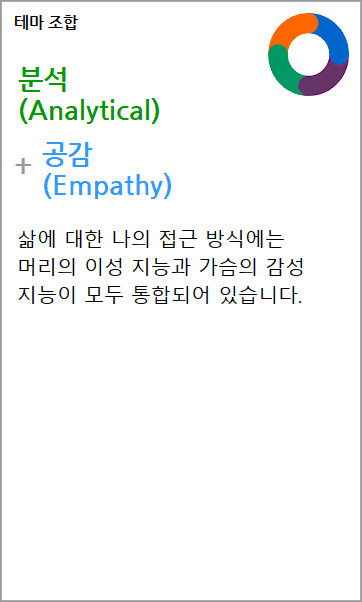 테마 조합
분석
(Analytical)
+ 공감
(Empathy)
삶에 대한 나의 접근 방식에는
머리의 이성 지능과 가슴의 감성
지능이 모두 통합되어 있습니다.